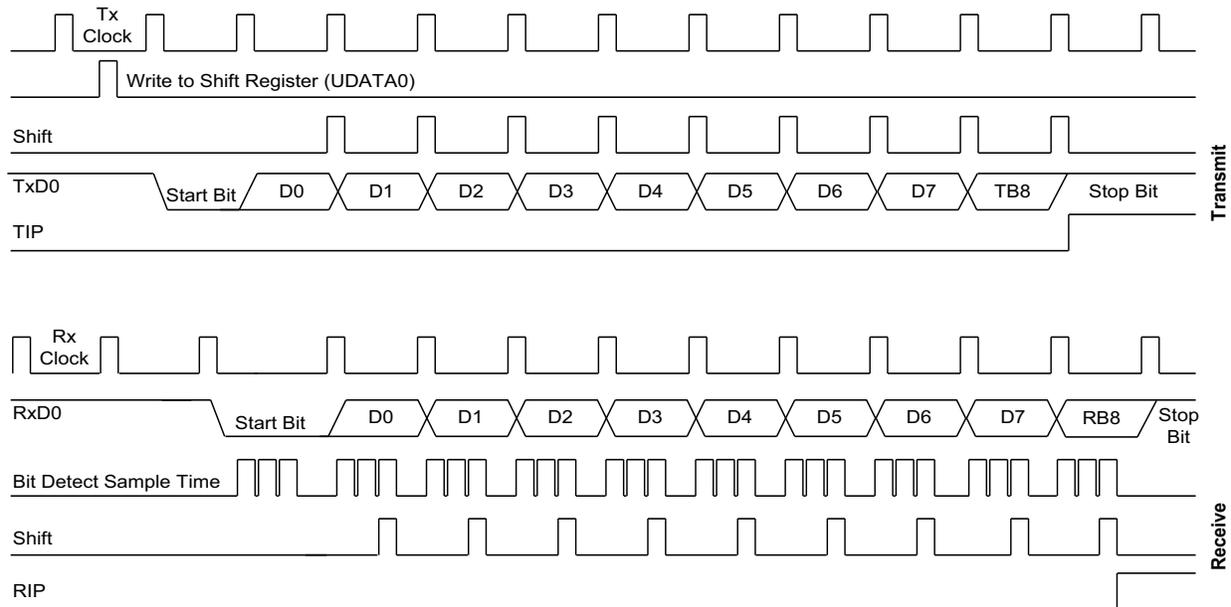 Tx
Clock
Write to Shift Register (UDATA0)
Shift
TxD0
Start Bit D0 D1 D2 D3 D4 D5 D6 D7 TB8 Stop Bit
TIP
Transmit
Rx
Clock
RxD0
Start Bit D0 D1 D2 D3 D4 D5 D6 D7 RB8 Stop
Bit
Bit Detect Sample Time
Shift
RIP
Receive